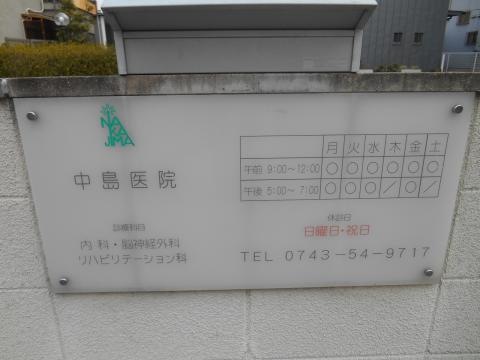 NAKAJIMA
中島医院
診療科目
内科・脳神経外科
リハビリテーション科
月 火 水 木 金 土
午前 9:00～12:00 ○ ○ ○ ○ ○ ○
午後 5:00～ 7:00 ○ ○ ○ / ○ /
休診日
日曜日・祝日
TEL 0743-54-9717